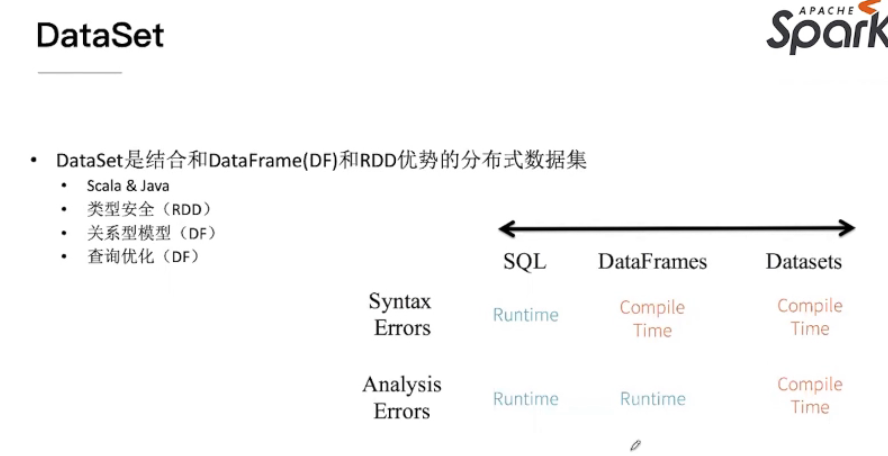 DataSet
APACHE
Spark
• DataSet是结合和DataFrame(DF)和RDD优势的分布式数据集
• Scala & Java
• 类型安全（RDD）
• 关系型模型（DF）
• 查询优化（DF）
SQL DataFrames Datasets
Syntax Errors Runtime Compile Time Compile Time
Analysis Errors Runtime Runtime Compile Time